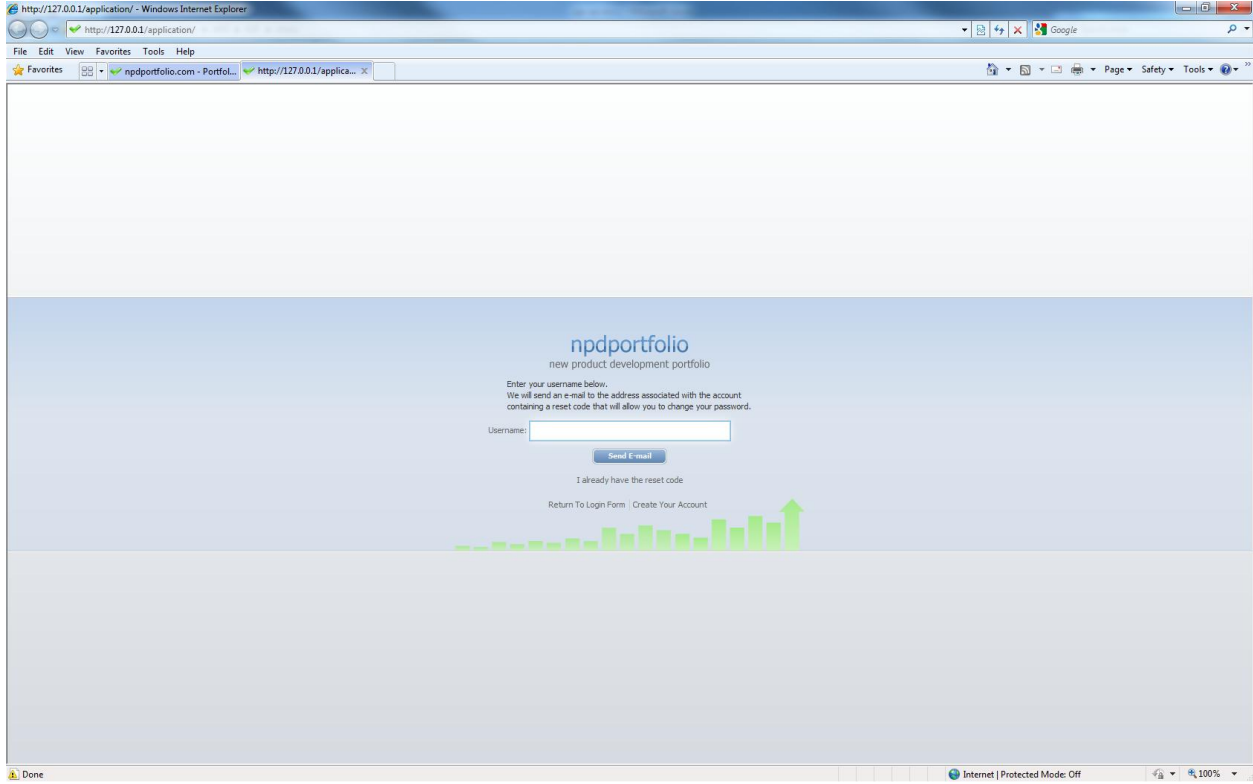 http://127.0.0.1/application/ - Windows Internet Explorer
http://127.0.0.1/application/
Google
File Edit View Favorites Tools Help
Favorites npdportfolio.com - Portfol... http://127.0.0.1/applica... x Page Safety Tools
npdportfolio
new product development portfolio
Enter your username below.
We will send an e-mail to the address associated with the account
containing a reset code that will allow you to change your password.
Username:
Send E-mail
I already have the reset code
Return To Login Form | Create Your Account
Done Internet | Protected Mode: Off 100%